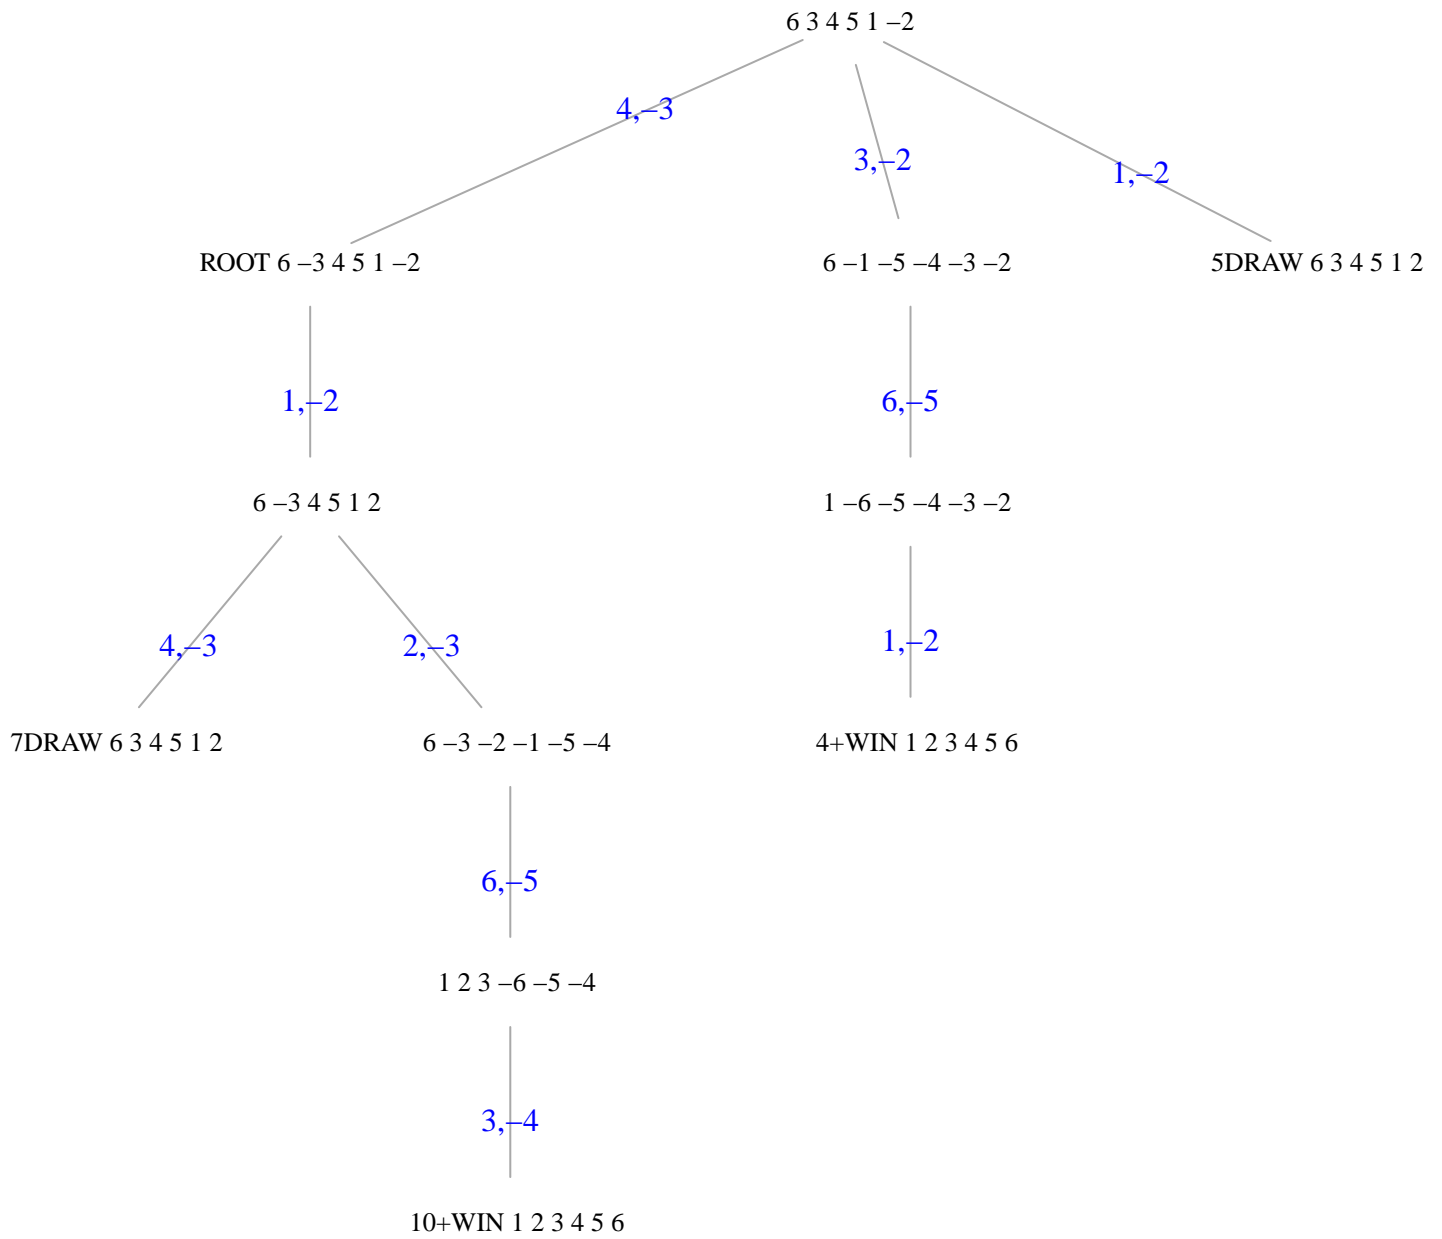 6 3 4 5 1 –2
4,–3
3,–2
1,–2
ROOT 6 –3 4 5 1 –2
6 –1 –5 –4 –3 –2
5DRAW 6 3 4 5 1 2
1,–2
6,–5
6 –3 4 5 1 2
1 –6 –5 –4 –3 –2
4,–3
2,–3
1,–2
7DRAW 6 3 4 5 1 2
6 –3 –2 –1 –5 –4
4+WIN 1 2 3 4 5 6
6,–5
1 2 3 –6 –5 –4
3,–4
10+WIN 1 2 3 4 5 6